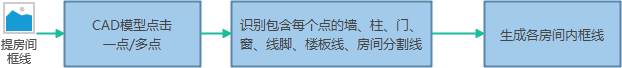 提房间
框线
CAD模型点击
一点/多点
识别包含每个点的墙、柱、门、
窗、线脚、楼板线、房间分割线
生成各房间内框线